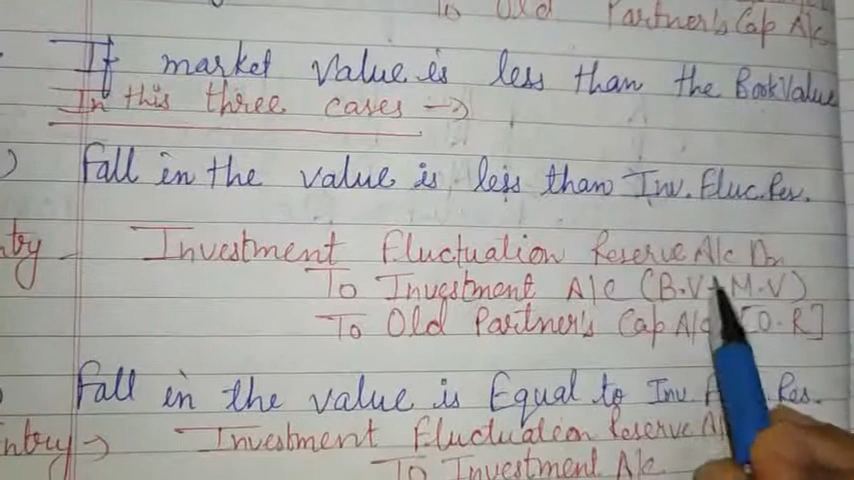 To Old Partner's Cap A/c
If market Value is less than the Book Value
In this three cases →
) Fall in the value is less than Inv. Fluc. Res.
ntry - Investment Fluctuation Reserve A/c Dr
To Investment A/c (B.V - M.V)
To Old Partner's Cap A/c [O.R]
Fall in the value is Equal to Inv. Res.
ntry → Investment Fluctuation Reserve A/
To Investment A/c